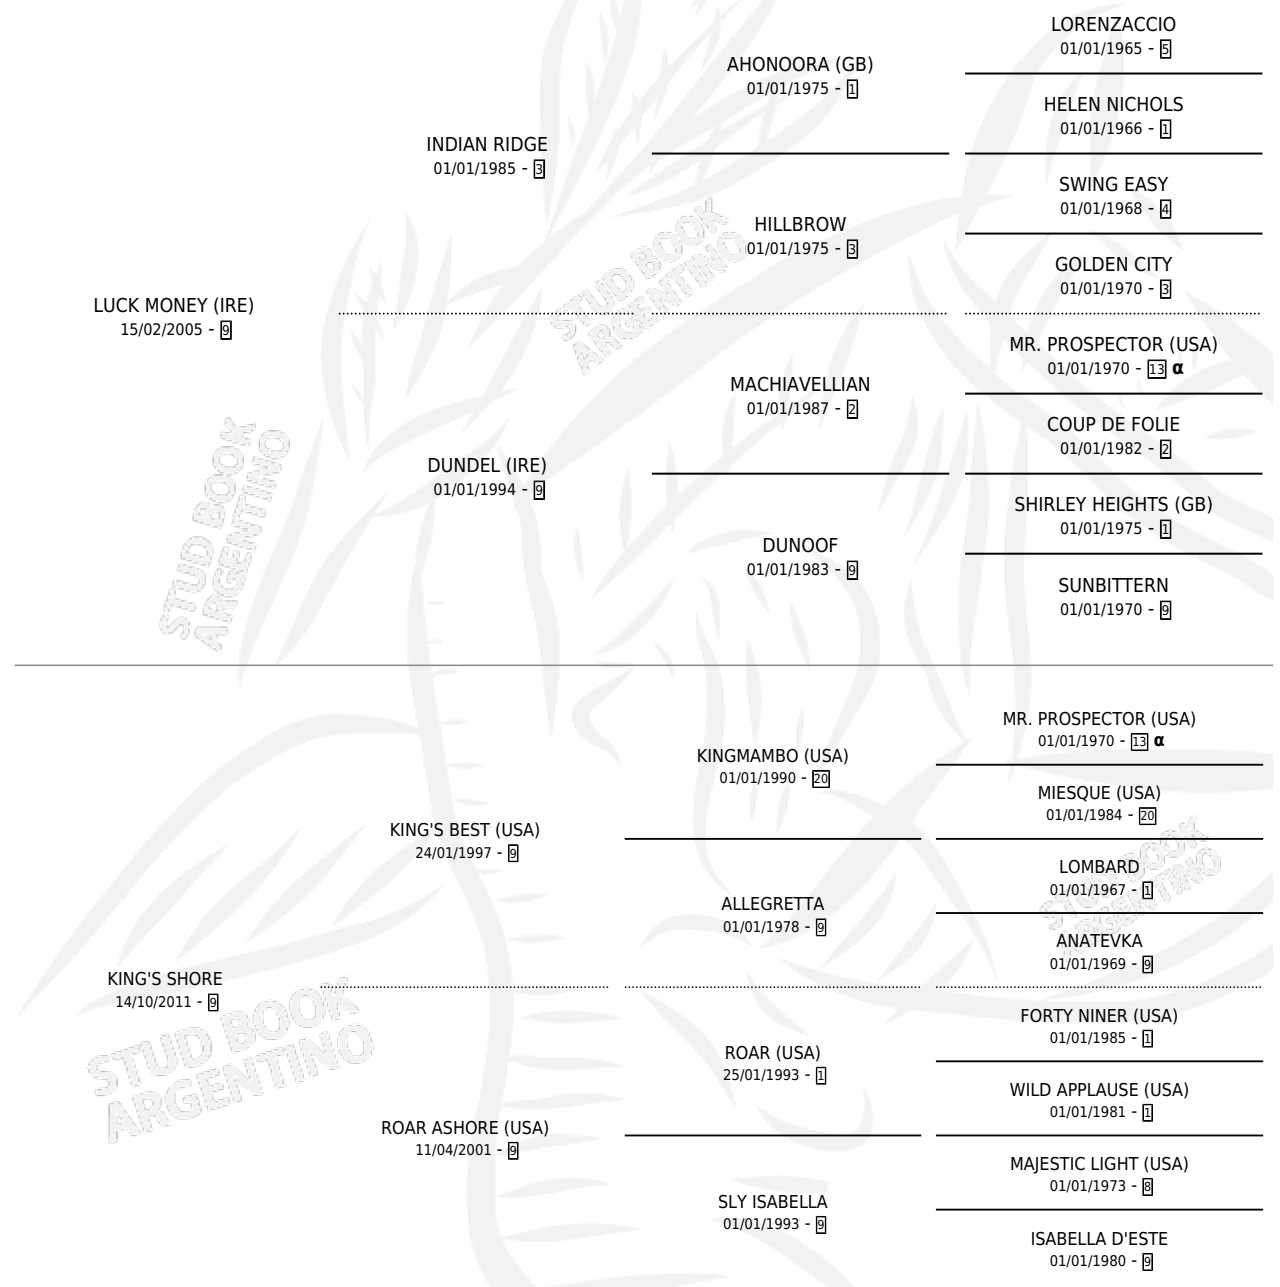 LORENZACCIO
01/01/1965 - 5
AHONOORA (GB)
01/01/1975 - 1
HELEN NICHOLS
01/01/1966 - 1
INDIAN RIDGE
01/01/1985 - 3
SWING EASY
01/01/1968 - 4
HILLBROW
01/01/1975 - 3
GOLDEN CITY
01/01/1970 - 3
LUCK MONEY (IRE)
15/02/2005 - 9
MR. PROSPECTOR (USA)
01/01/1970 - 13 α
MACHIAVELLIAN
01/01/1987 - 2
COUP DE FOLIE
01/01/1982 - 2
DUNDEL (IRE)
01/01/1994 - 9
SHIRLEY HEIGHTS (GB)
01/01/1975 - 1
DUNOOF
01/01/1983 - 9
SUNBITTERN
01/01/1970 - 9
MR. PROSPECTOR (USA)
01/01/1970 - 13 α
KINGMAMBO (USA)
01/01/1990 - 20
MIESQUE (USA)
01/01/1984 - 20
KING'S BEST (USA)
24/01/1997 - 9
LOMBARD
01/01/1967 - 1
ALLEGRETTA
01/01/1978 - 9
ANATEVKA
01/01/1969 - 9
KING'S SHORE
14/10/2011 - 9
FORTY NINER (USA)
01/01/1985 - 1
ROAR (USA)
25/01/1993 - 1
WILD APPLAUSE (USA)
01/01/1981 - 1
ROAR ASHORE (USA)
11/04/2001 - 9
MAJESTIC LIGHT (USA)
01/01/1973 - 8
SLY ISABELLA
01/01/1993 - 9
ISABELLA D'ESTE
01/01/1980 - 9
STUD BOOK
ARGENTINO
STUD BOOK
ARGENTINO
STUD BOOK
ARGENTINO
STUD BOOK
ARGENTINO